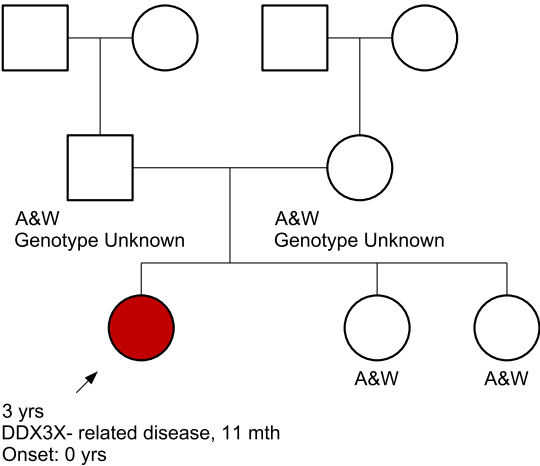 A&W
Genotype Unknown
A&W
Genotype Unknown
A&W
A&W
3 yrs
DDX3X- related disease, 11 mth
Onset: 0 yrs